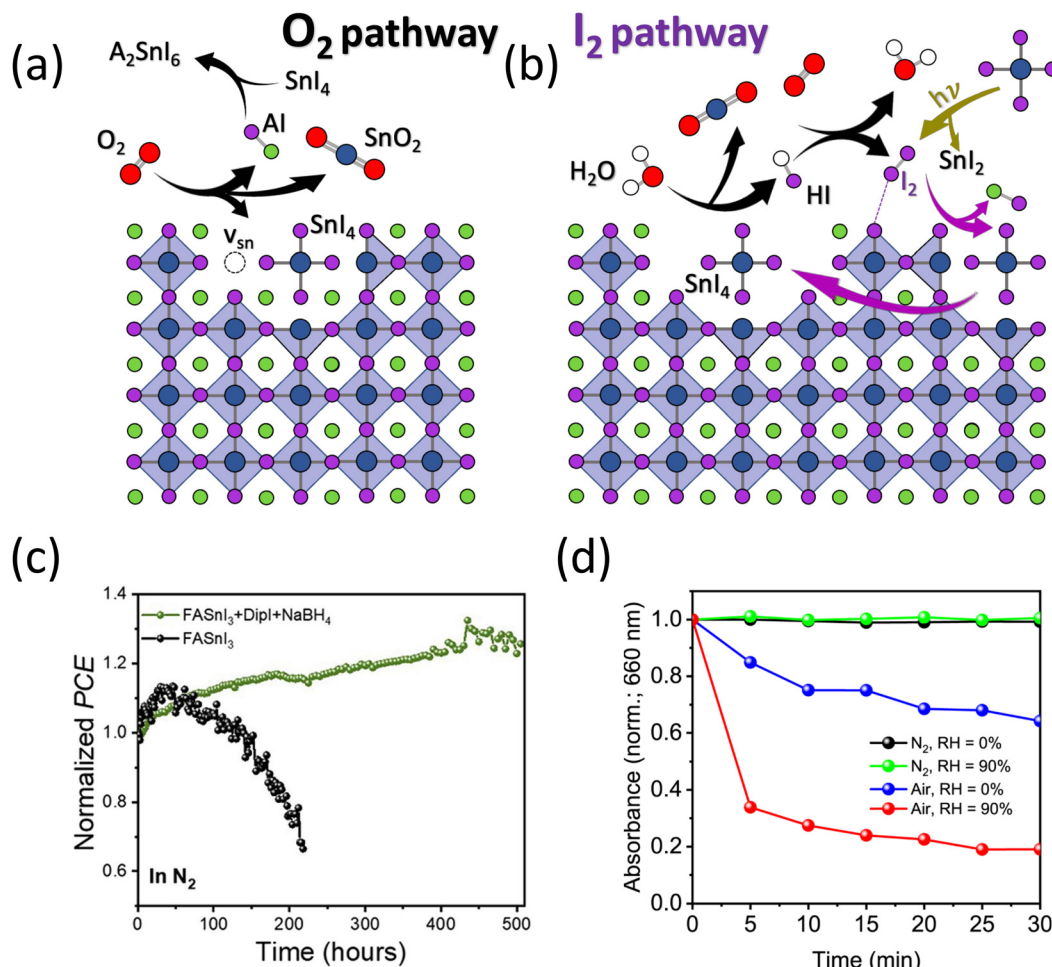 O₂ pathway
I₂ pathway
(a)
A₂SnI₆
SnI₄
AI
O₂
SnO₂
v_sn
SnI₄
(b)
hν
SnI₂
H₂O
HI
I₂
SnI₄
(c)
1.4
1.2
1.0
0.8
0.6
Normalized PCE
FASnI₃+DipI+NaBH₄
FASnI₃
In N₂
0 100 200 300 400 500
Time (hours)
(d)
1.0
0.8
0.6
0.4
0.2
0.0
Absorbance (norm.; 660 nm)
N₂, RH = 0%
N₂, RH = 90%
Air, RH = 0%
Air, RH = 90%
0 5 10 15 20 25 30
Time (min)